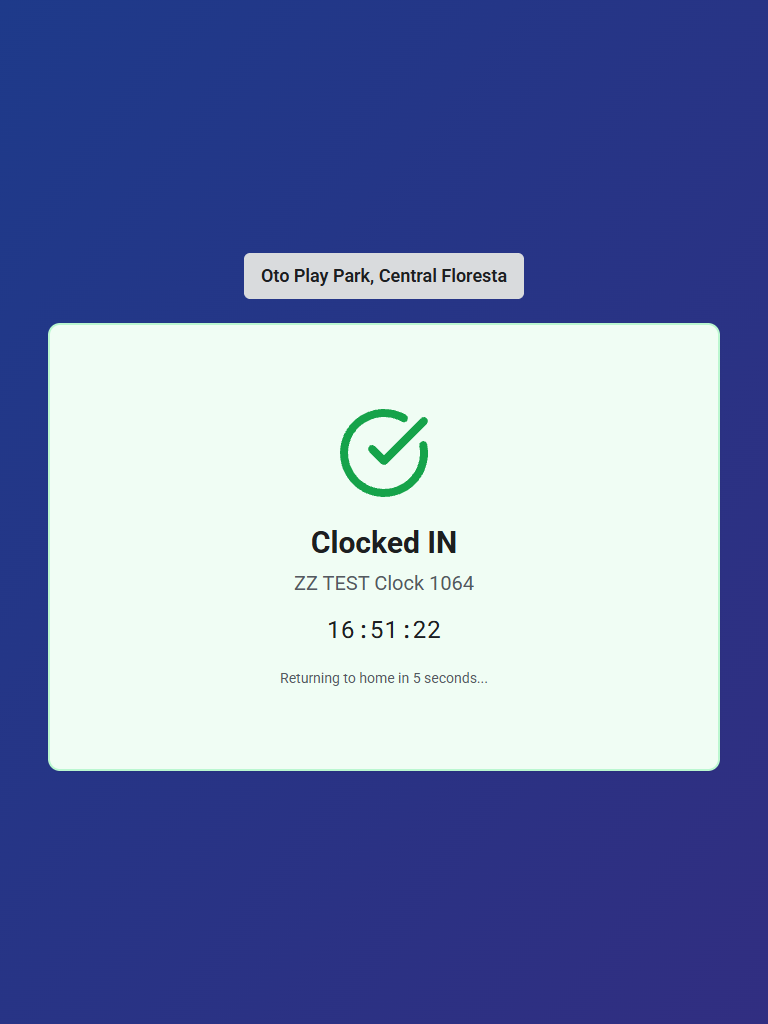 Oto Play Park, Central Floresta
Clocked IN
ZZ TEST Clock 1064
16:51:22
Returning to home in 5 seconds...